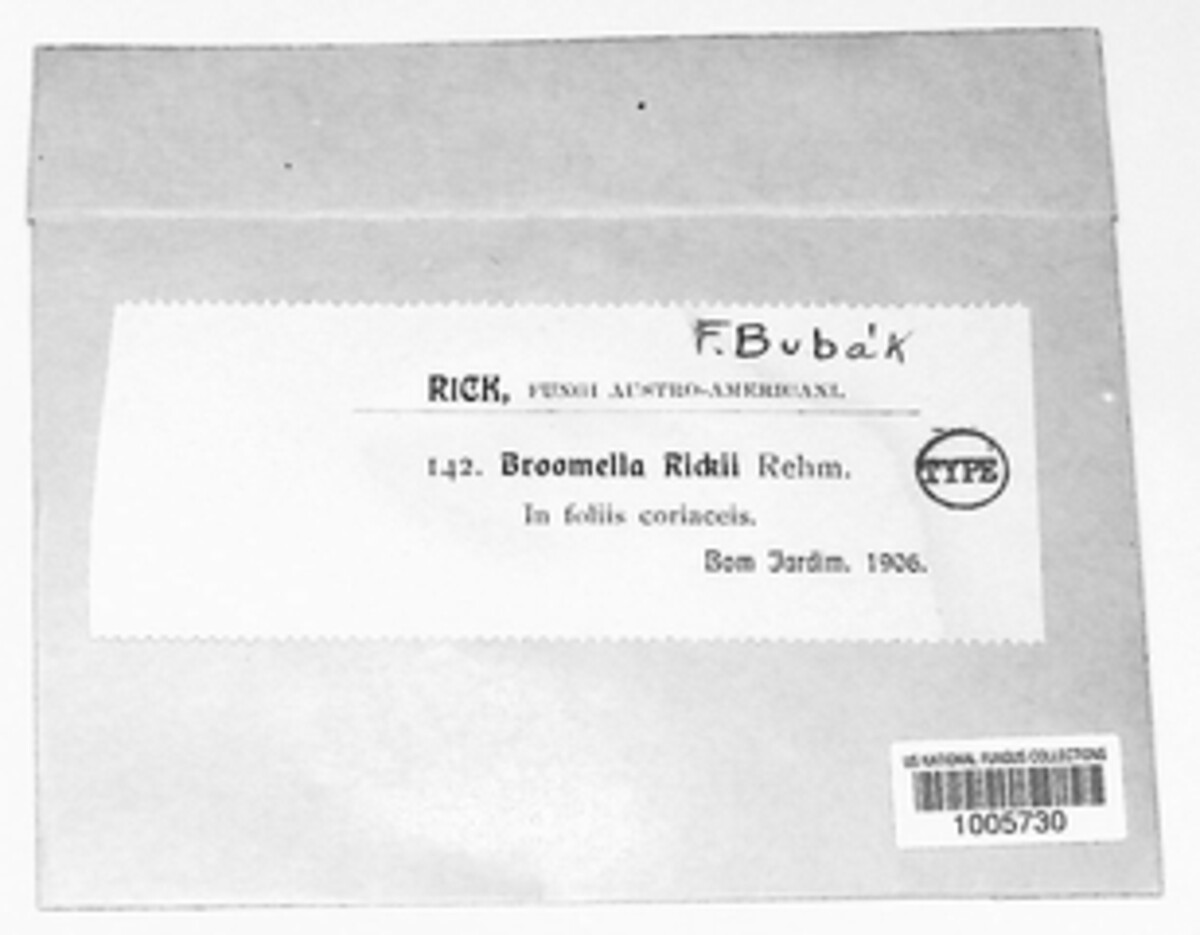 F. Bubák
RICK, FUNGI AUSTRO-AMERICANI.
142. Broomella Rickii Rehm.
TYPE
In foliis coriaceis.
Bom Jardim. 1906.
US NATIONAL FUNGUS COLLECTIONS
1005730